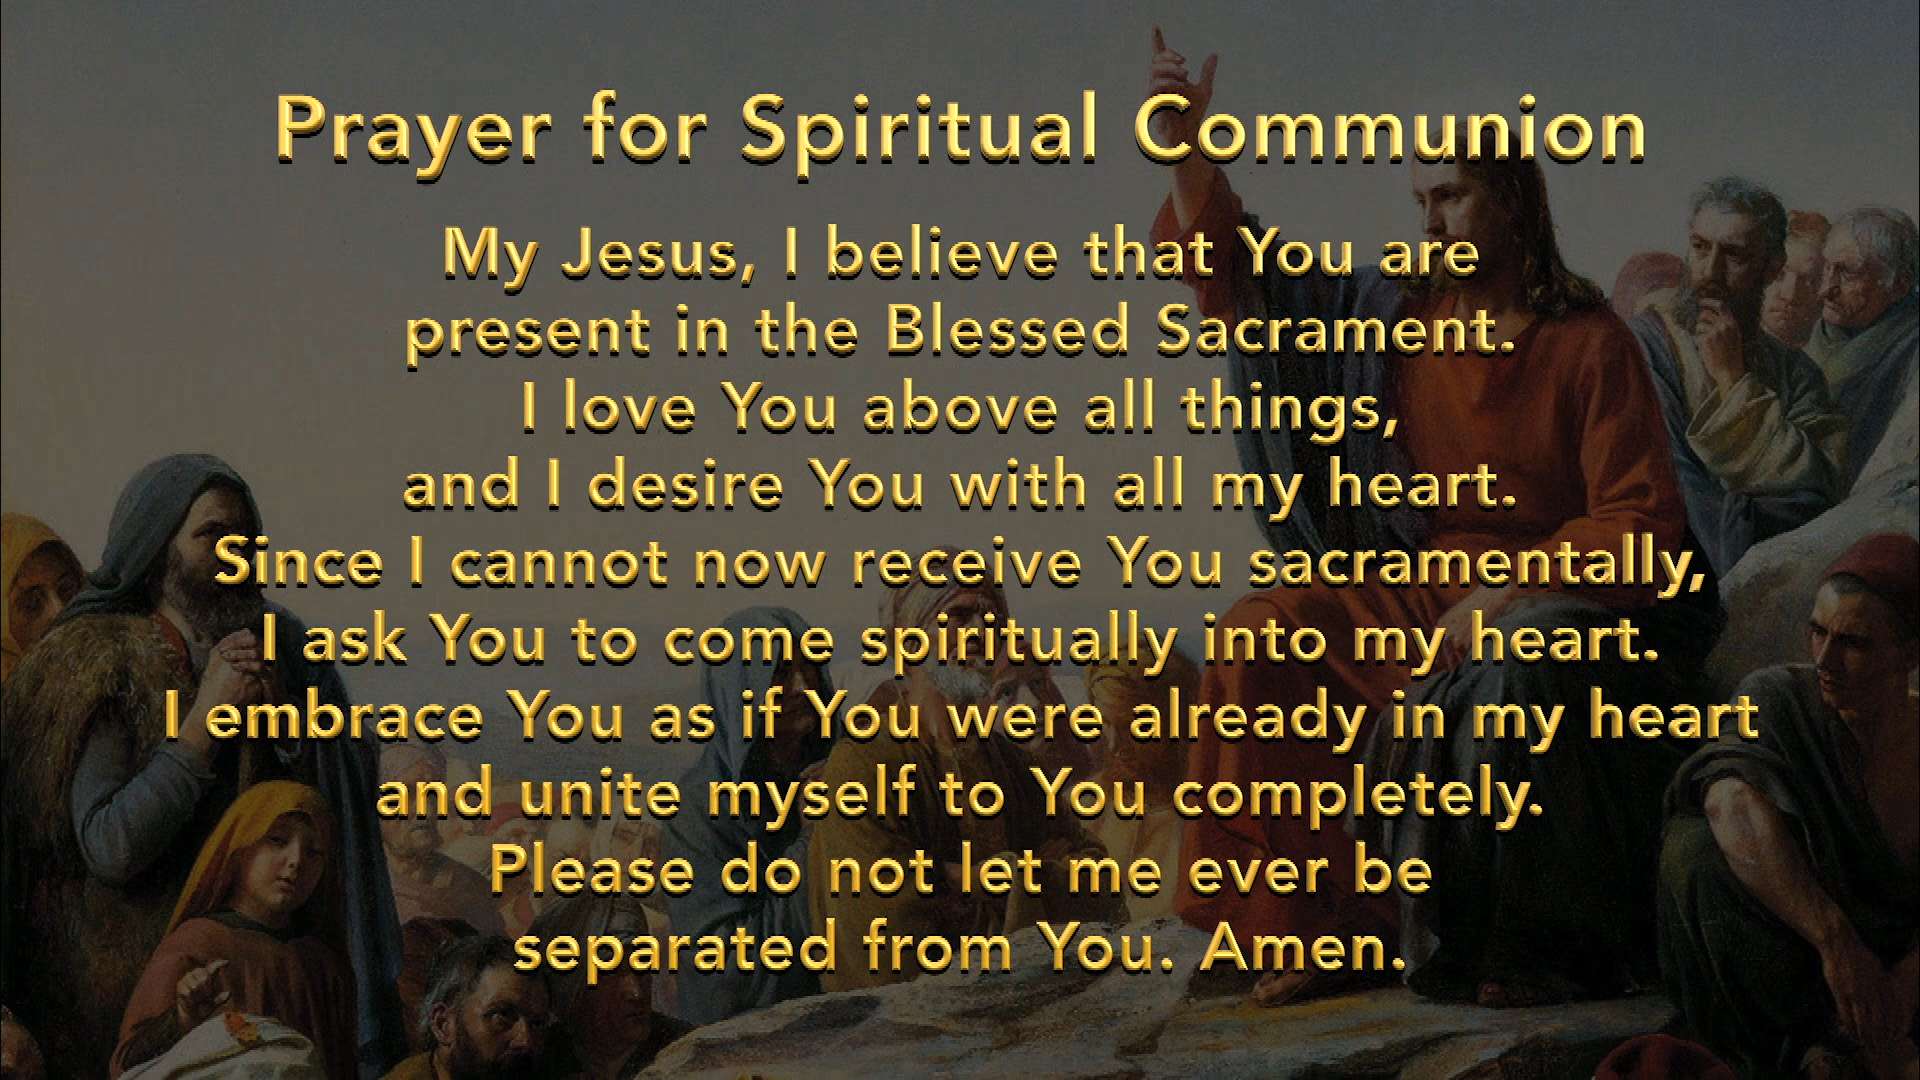 Prayer for Spiritual Communion
My Jesus, I believe that You are
present in the Blessed Sacrament.
I love You above all things,
and I desire You with all my heart.
Since I cannot now receive You sacramentally,
I ask You to come spiritually into my heart.
I embrace You as if You were already in my heart
and unite myself to You completely.
Please do not let me ever be
separated from You. Amen.